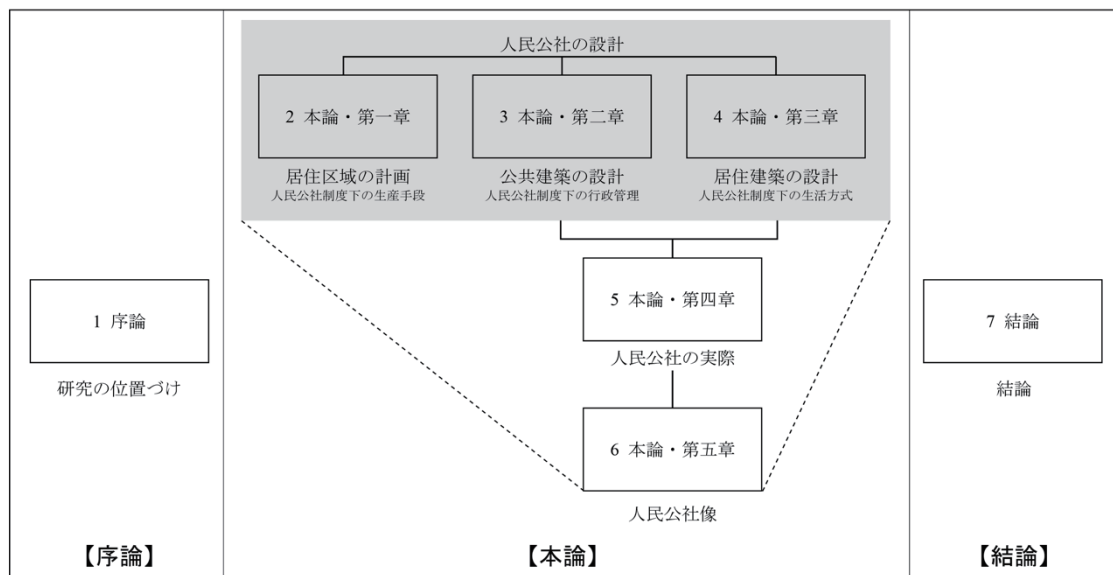 人民公社の設計
2 本論・第一章
3 本論・第二章
4 本論・第三章
居住区域の計画
人民公社制度下の生産手段
公共建築の設計
人民公社制度下の行政管理
居住建築の設計
人民公社制度下の生活方式
1 序論
研究の位置づけ
5 本論・第四章
人民公社の実際
6 本論・第五章
人民公社像
7 結論
結論
【序論】
【本論】
【結論】